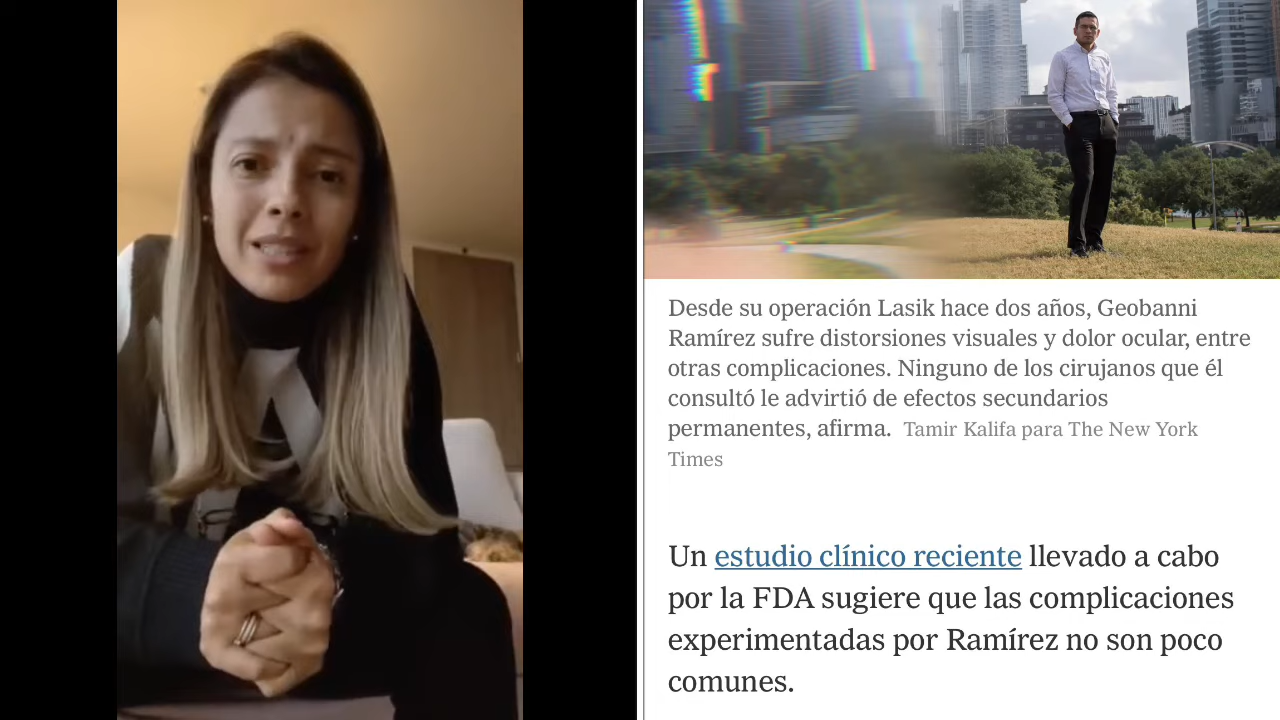 Desde su operación Lasik hace dos años, Geobanni
Ramírez sufre distorsiones visuales y dolor ocular, entre
otras complicaciones. Ninguno de los cirujanos que él
consultó le advirtió de efectos secundarios
permanentes, afirma. Tamir Kalifa para The New York
Times
Un estudio clínico reciente llevado a cabo
por la FDA sugiere que las complicaciones
experimentadas por Ramírez no son poco
comunes.